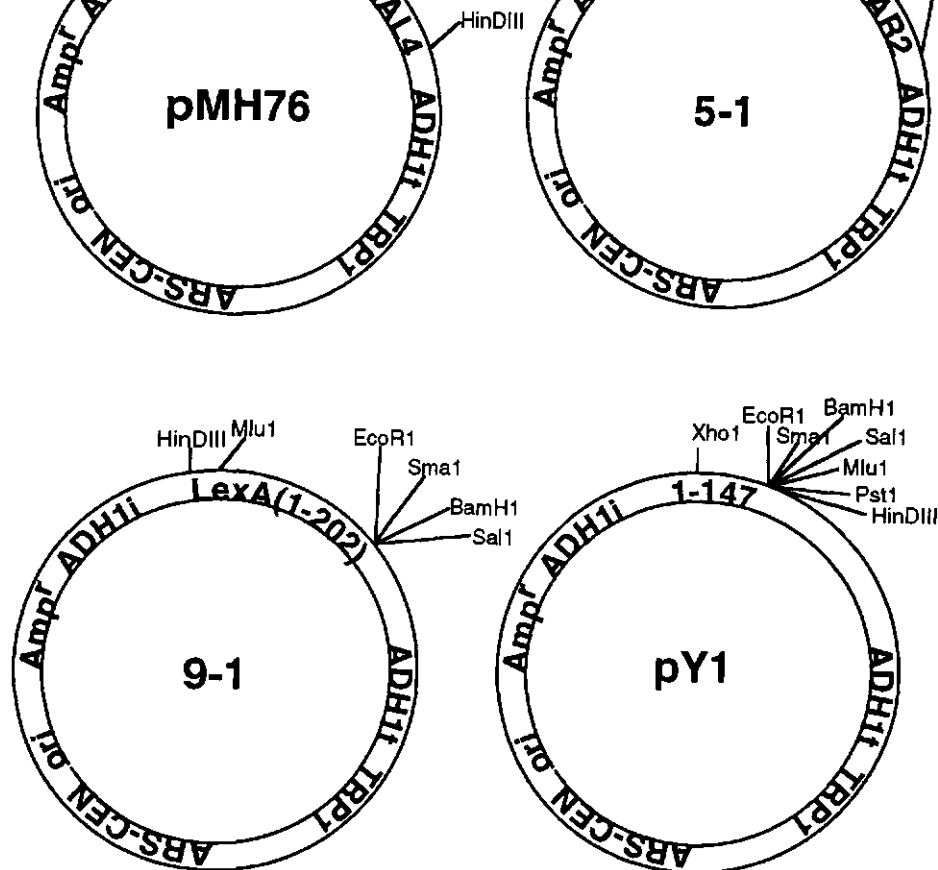 HinDIII
Ampʳ
pMH76
ADH1t
TRP1
ARS-CEN
ori
Ampʳ
5-1
ADH1t
TRP1
ARS-CEN
ori
HinDIII
Mlu1
EcoR1
Sma1
BamH1
Sal1
LexA(1-202)
ADH1i
Ampʳ
9-1
ADH1t
TRP1
ARS-CEN
ori
Xho1
EcoR1
Sma1
BamH1
Sal1
Mlu1
Pst1
HinDIII
1-147
ADH1i
Ampʳ
pY1
ADH1t
TRP1
ARS-CEN
ori